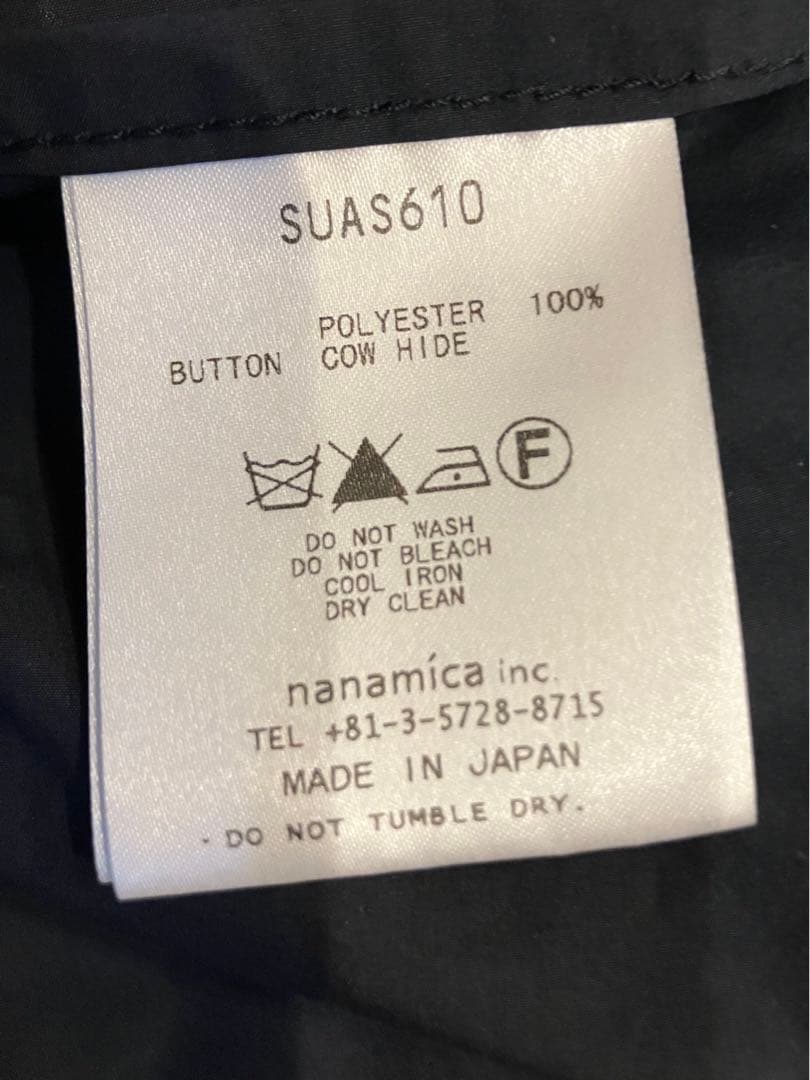 SUAS610
POLYESTER 100%
BUTTON COW HIDE
F
DO NOT WASH
DO NOT BLEACH
COOL IRON
DRY CLEAN
nanamíca inc.
TEL +81-3-5728-8715
MADE IN JAPAN
・DO NOT TUMBLE DRY.